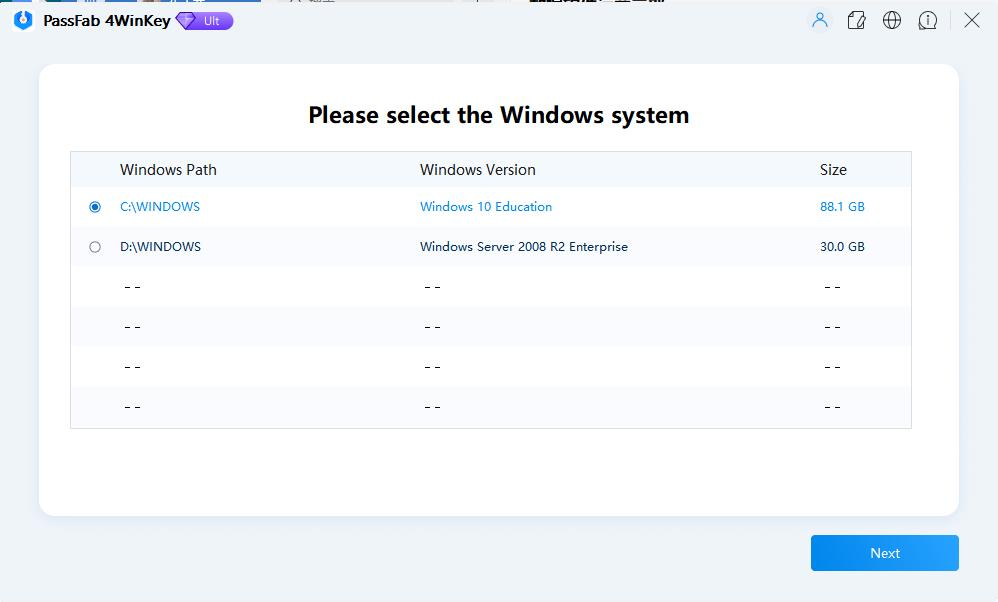 PassFab 4WinKey Ult
Please select the Windows system
Windows Path Windows Version Size
C:\WINDOWS Windows 10 Education 88.1 GB
D:\WINDOWS Windows Server 2008 R2 Enterprise 30.0 GB
-- -- --
-- -- --
-- -- --
-- -- --
Next